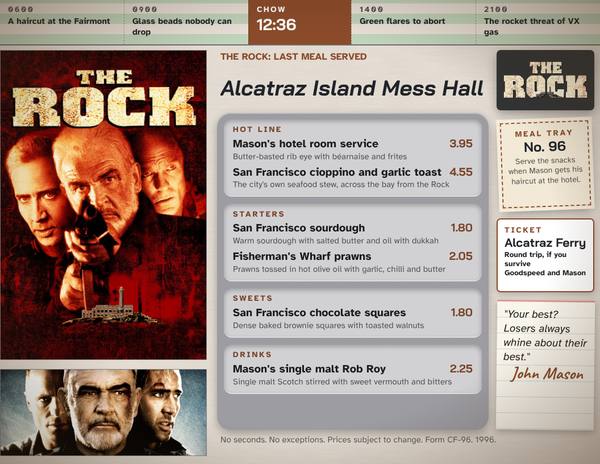 0600
A haircut at the Fairmont
0900
Glass beads nobody can
drop
CHOW
12:36
1400
Green flares to abort
2100
The rocket threat of VX
gas
THE
ROCK
THE ROCK: LAST MEAL SERVED
Alcatraz Island Mess Hall
HOT LINE
Mason's hotel room service 3.95
Butter-basted rib eye with béarnaise and frites
San Francisco cioppino and garlic toast 4.55
The city's own seafood stew, across the bay from the Rock
STARTERS
San Francisco sourdough 1.80
Warm sourdough with salted butter and oil with dukkah
Fisherman's Wharf prawns 2.05
Prawns tossed in hot olive oil with garlic, chilli and butter
SWEETS
San Francisco chocolate squares 1.80
Dense baked brownie squares with toasted walnuts
DRINKS
Mason's single malt Rob Roy 2.25
Single malt Scotch stirred with sweet vermouth and bitters
No seconds. No exceptions. Prices subject to change. Form CF-96. 1996.
THE
ROCK
MEAL TRAY
No. 96
Serve the snacks
when Mason gets his
haircut at the hotel.
TICKET
Alcatraz Ferry
Round trip, if you
survive
Goodspeed and Mason
"Your best?
Losers always
whine about their
best."
John Mason